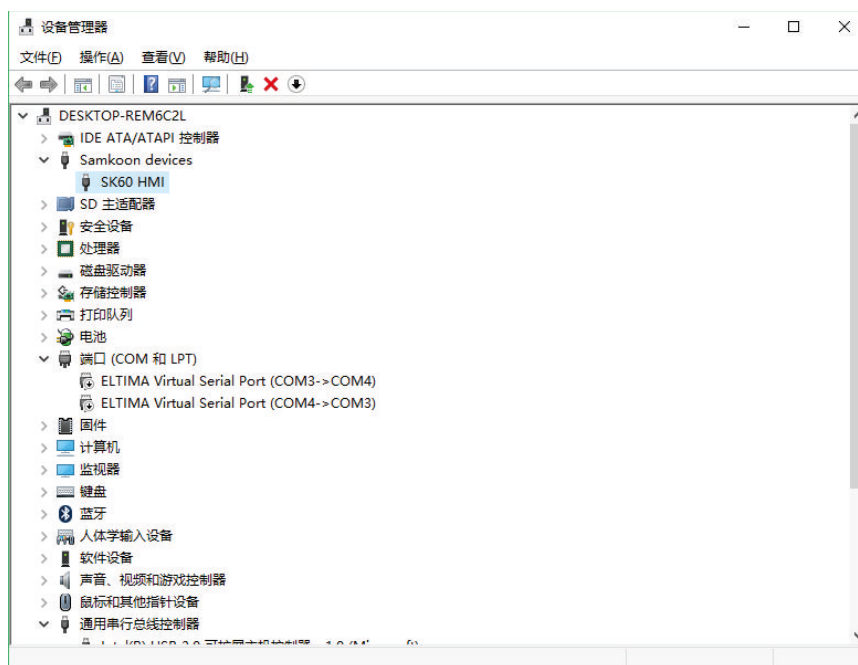 设备管理器
文件(F) 操作(A) 查看(V) 帮助(H)
DESKTOP-REM6C2L
IDE ATA/ATAPI 控制器
Samkoon devices
SK60 HMI
SD 主适配器
安全设备
处理器
磁盘驱动器
存储控制器
打印队列
电池
端口 (COM 和 LPT)
ELTIMA Virtual Serial Port (COM3->COM4)
ELTIMA Virtual Serial Port (COM4->COM3)
固件
计算机
监视器
键盘
蓝牙
人体学输入设备
软件设备
声音、视频和游戏控制器
鼠标和其他指针设备
通用串行总线控制器